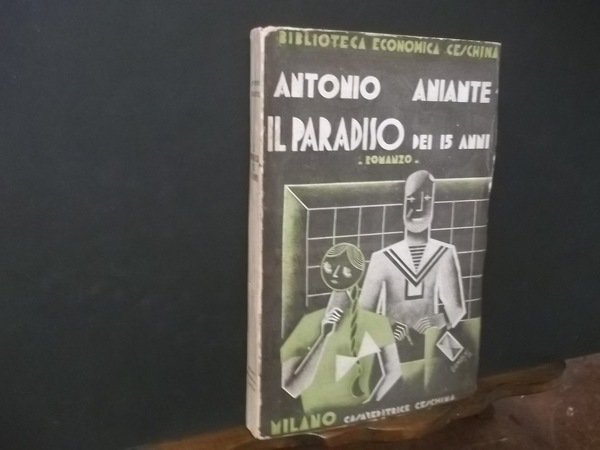 BIBLIOTECA ECONOMICA CESCHINA
ANTONIO ANIANTE
IL PARADISO DEI 15 ANNI
ROMANZO
MILANO CASA EDITRICE CESCHINA